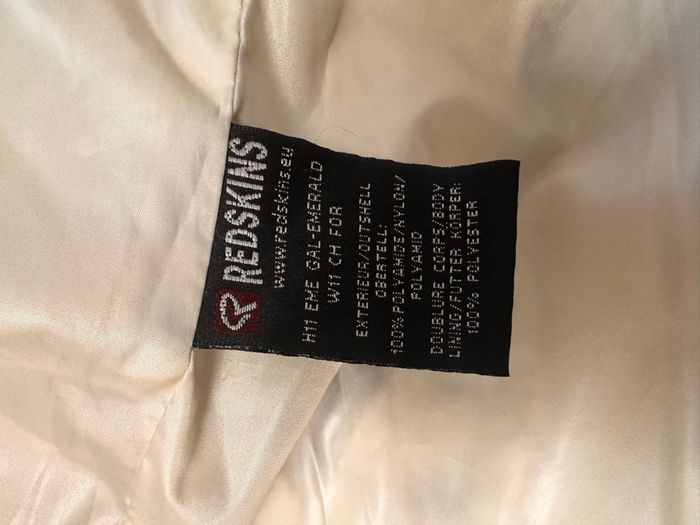 REDSKINS
www.redskins.eu
H11 EME GAL-EMERALD
W11 CH FOR
EXTERIEUR/OUTSHELL
OBERTELL:
100% POLYAMIDE/NYLON/
POLYAMID
DOUBLURE CORPS/BODY
LINING/FUTTER KÖRPER:
100% POLYESTER